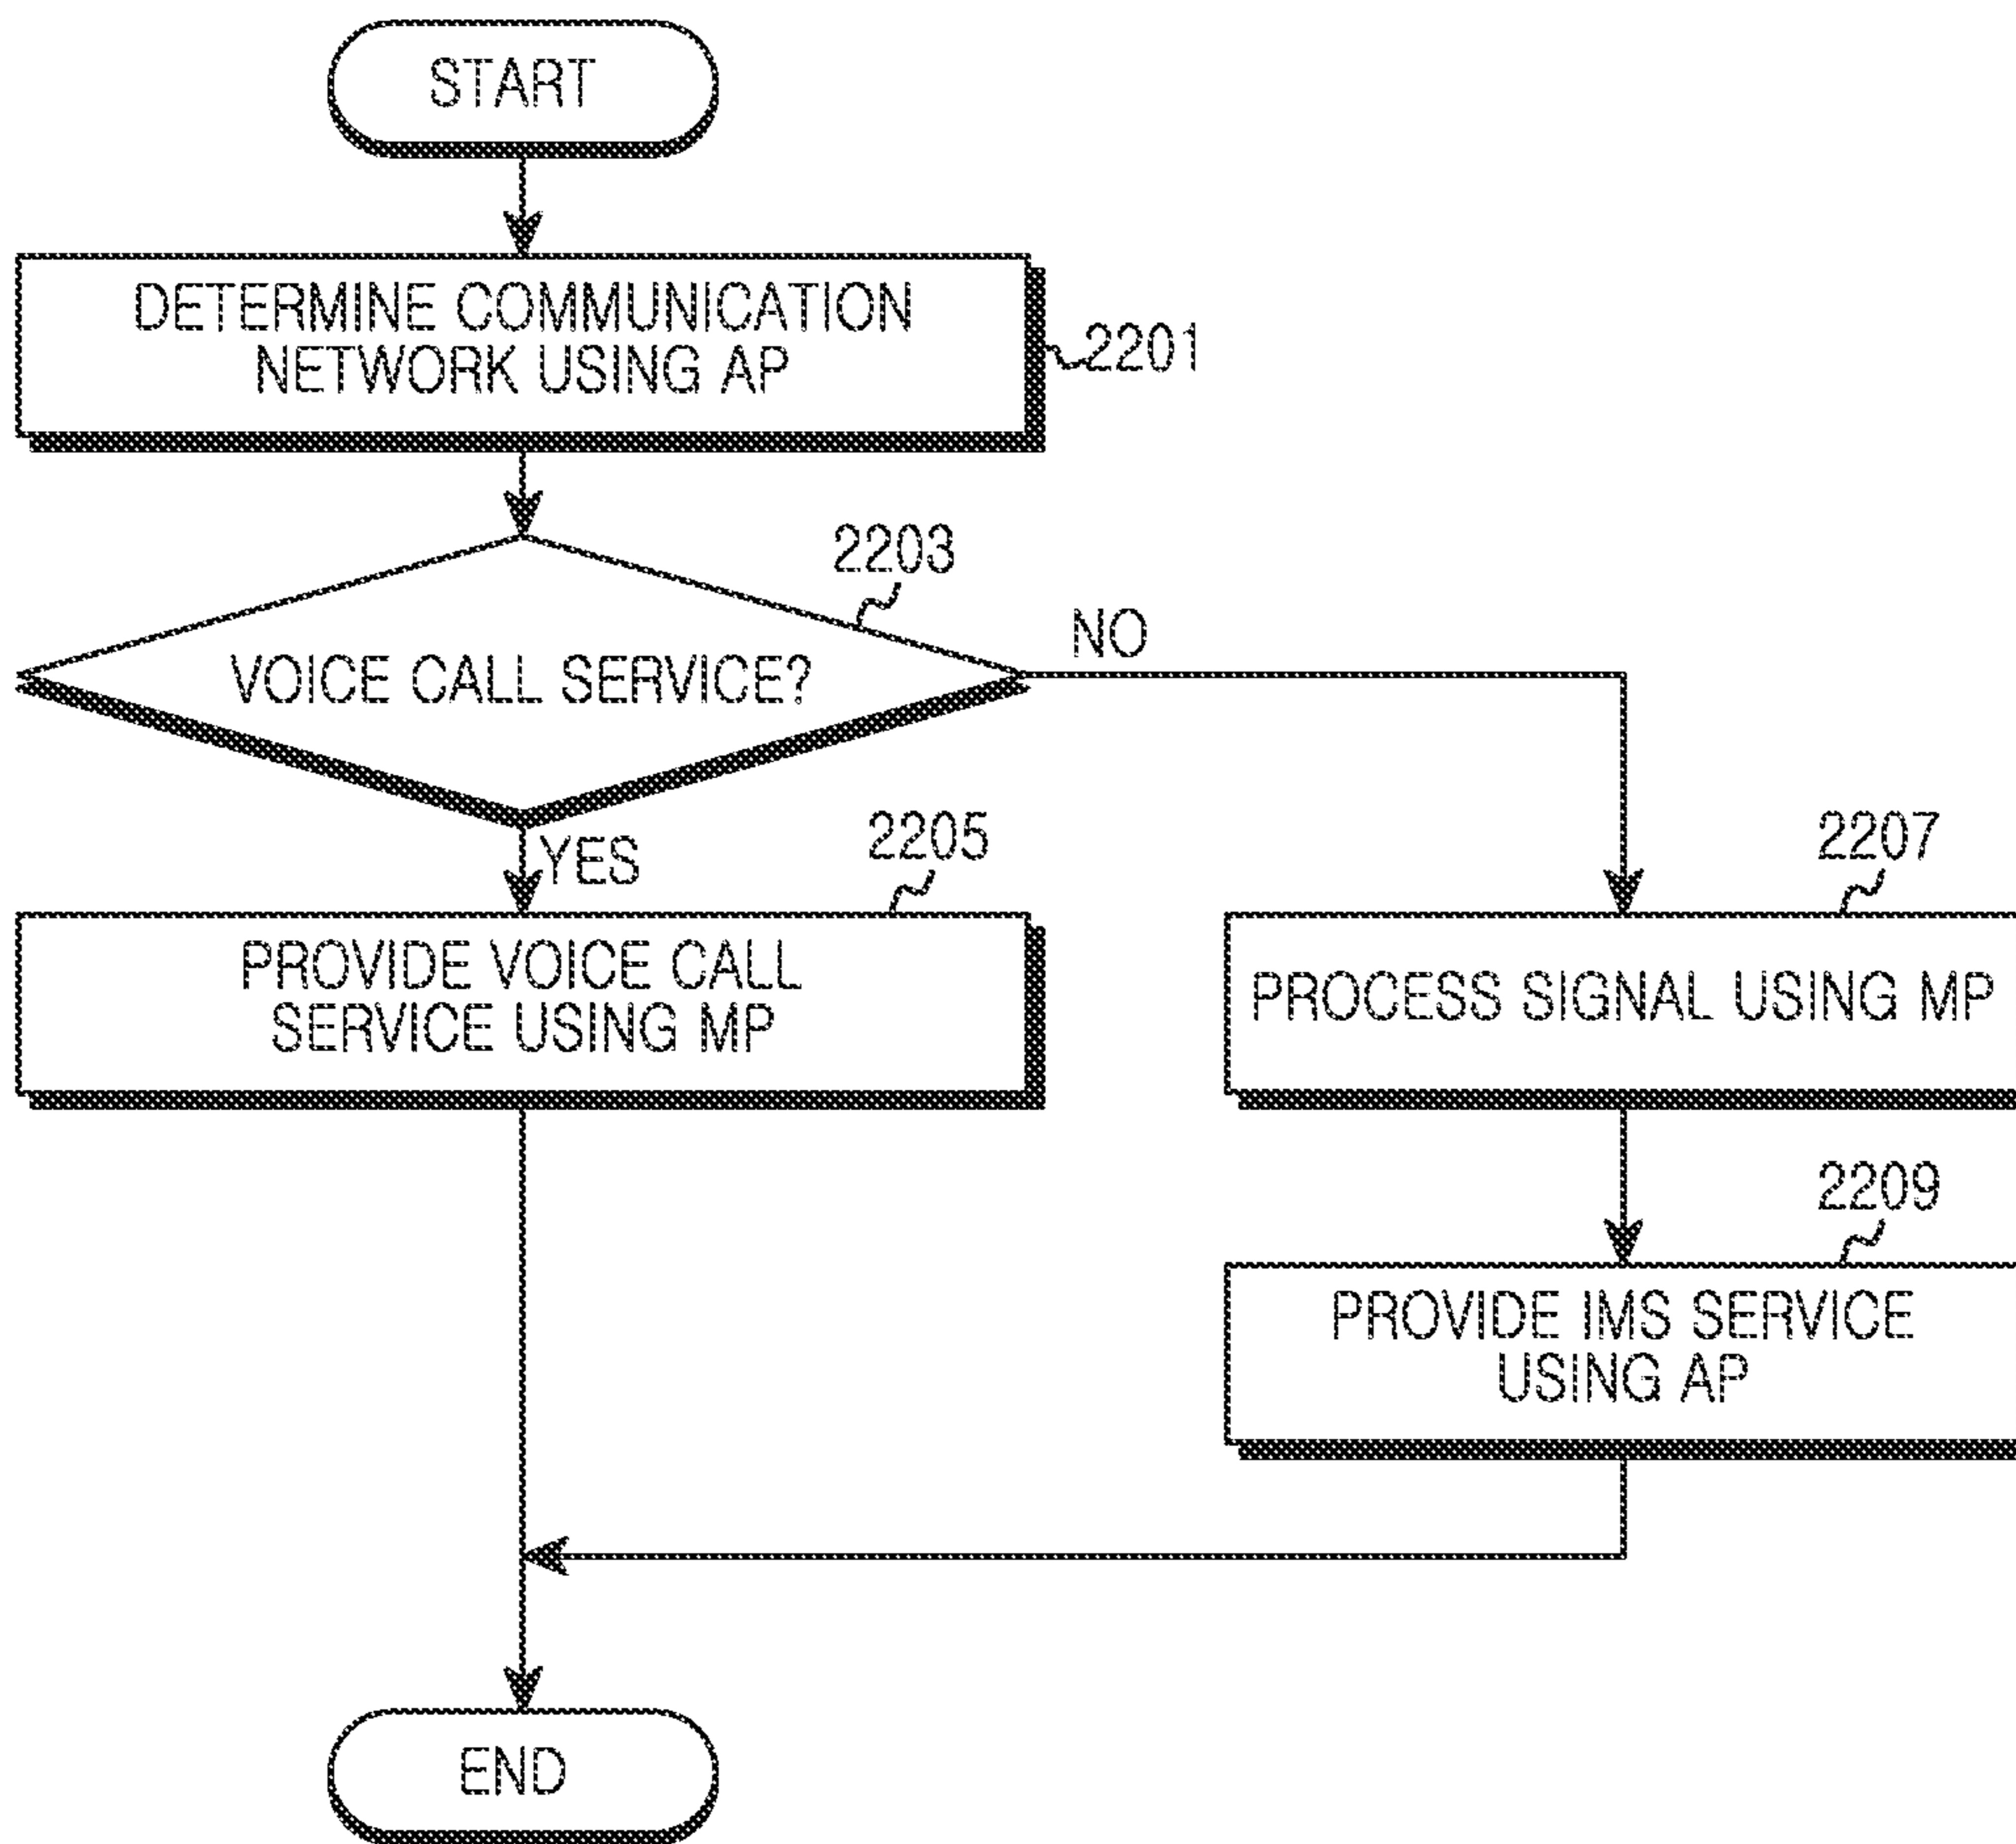 START
DETERMINE COMMUNICATION
NETWORK USING AP
2201
2203
VOICE CALL SERVICE?
NO
YES
2205
PROVIDE VOICE CALL
SERVICE USING MP
2207
PROCESS SIGNAL USING MP
2209
PROVIDE IMS SERVICE
USING AP
END